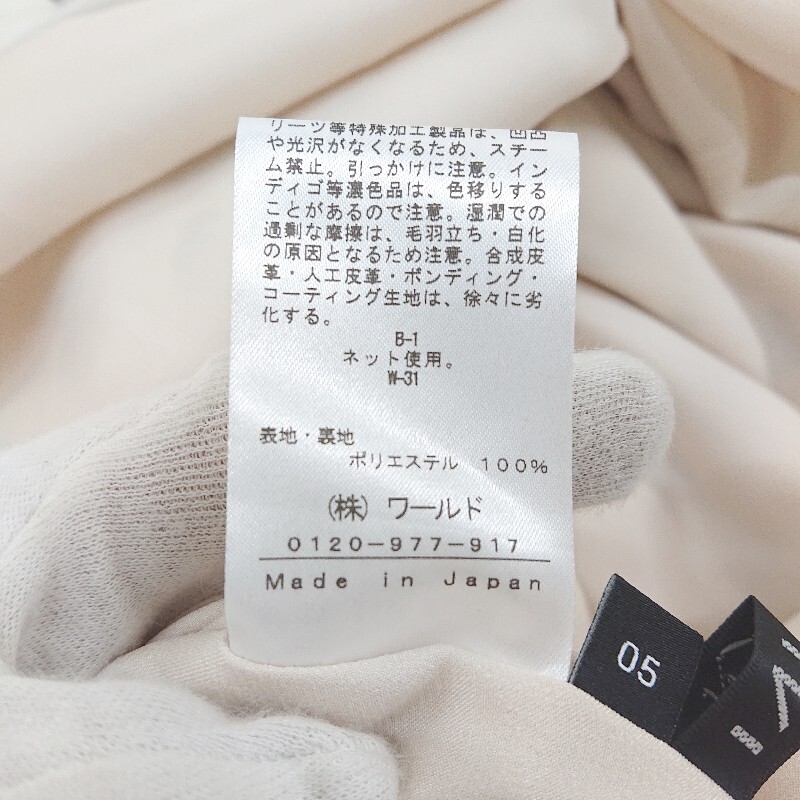 リーツ等特殊加工製品は、凹凸
や光沢がなくなるため、スチー
ム禁止。引っかけに注意。イン
ディゴ等濃色品は、色移りする
ことがあるので注意。湿潤での
過剰な摩擦は、毛羽立ち・白化
の原因となるため注意。合成皮
革・人工皮革・ボンディング・
コーティング生地は、徐々に劣
化する。
B-1
ネット使用。
W-31
表地・裏地
ポリエステル 100%
(株)ワールド
0120-977-917
Made in Japan
05